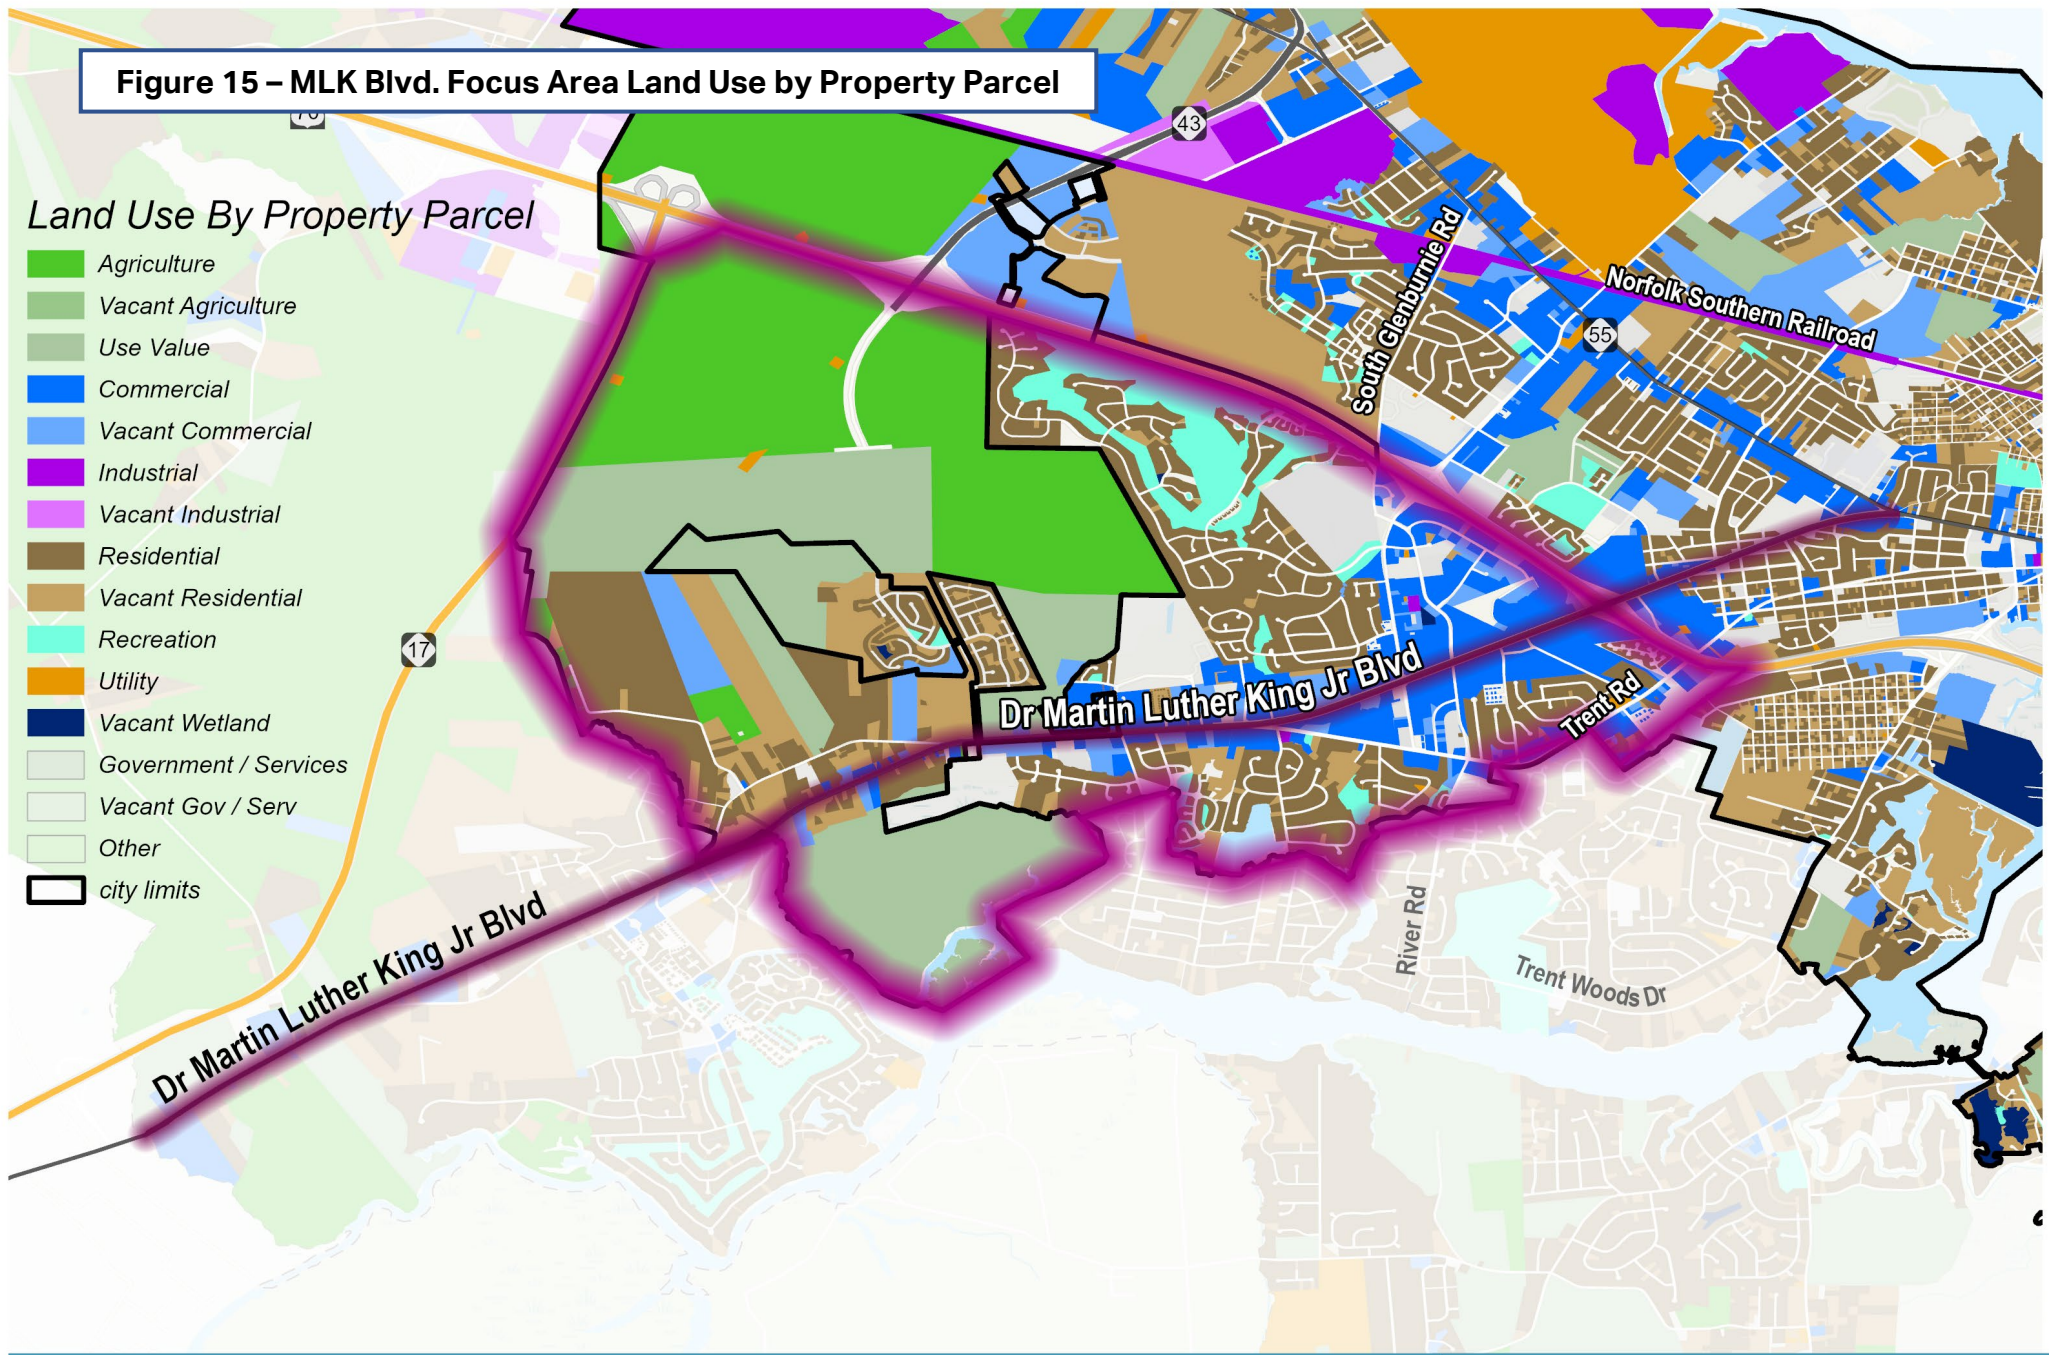 Figure 15 – MLK Blvd. Focus Area Land Use by Property Parcel
70
43
Land Use By Property Parcel
Agriculture
Vacant Agriculture
Use Value
Commercial
Vacant Commercial
Industrial
Vacant Industrial
Residential
Vacant Residential
Recreation
Utility
Vacant Wetland
Government / Services
Vacant Gov / Serv
Other
city limits
South Glenburnie Rd
Norfolk Southern Railroad
55
17
Dr Martin Luther King Jr Blvd
Trent Rd
Dr Martin Luther King Jr Blvd
River Rd
Trent Woods Dr